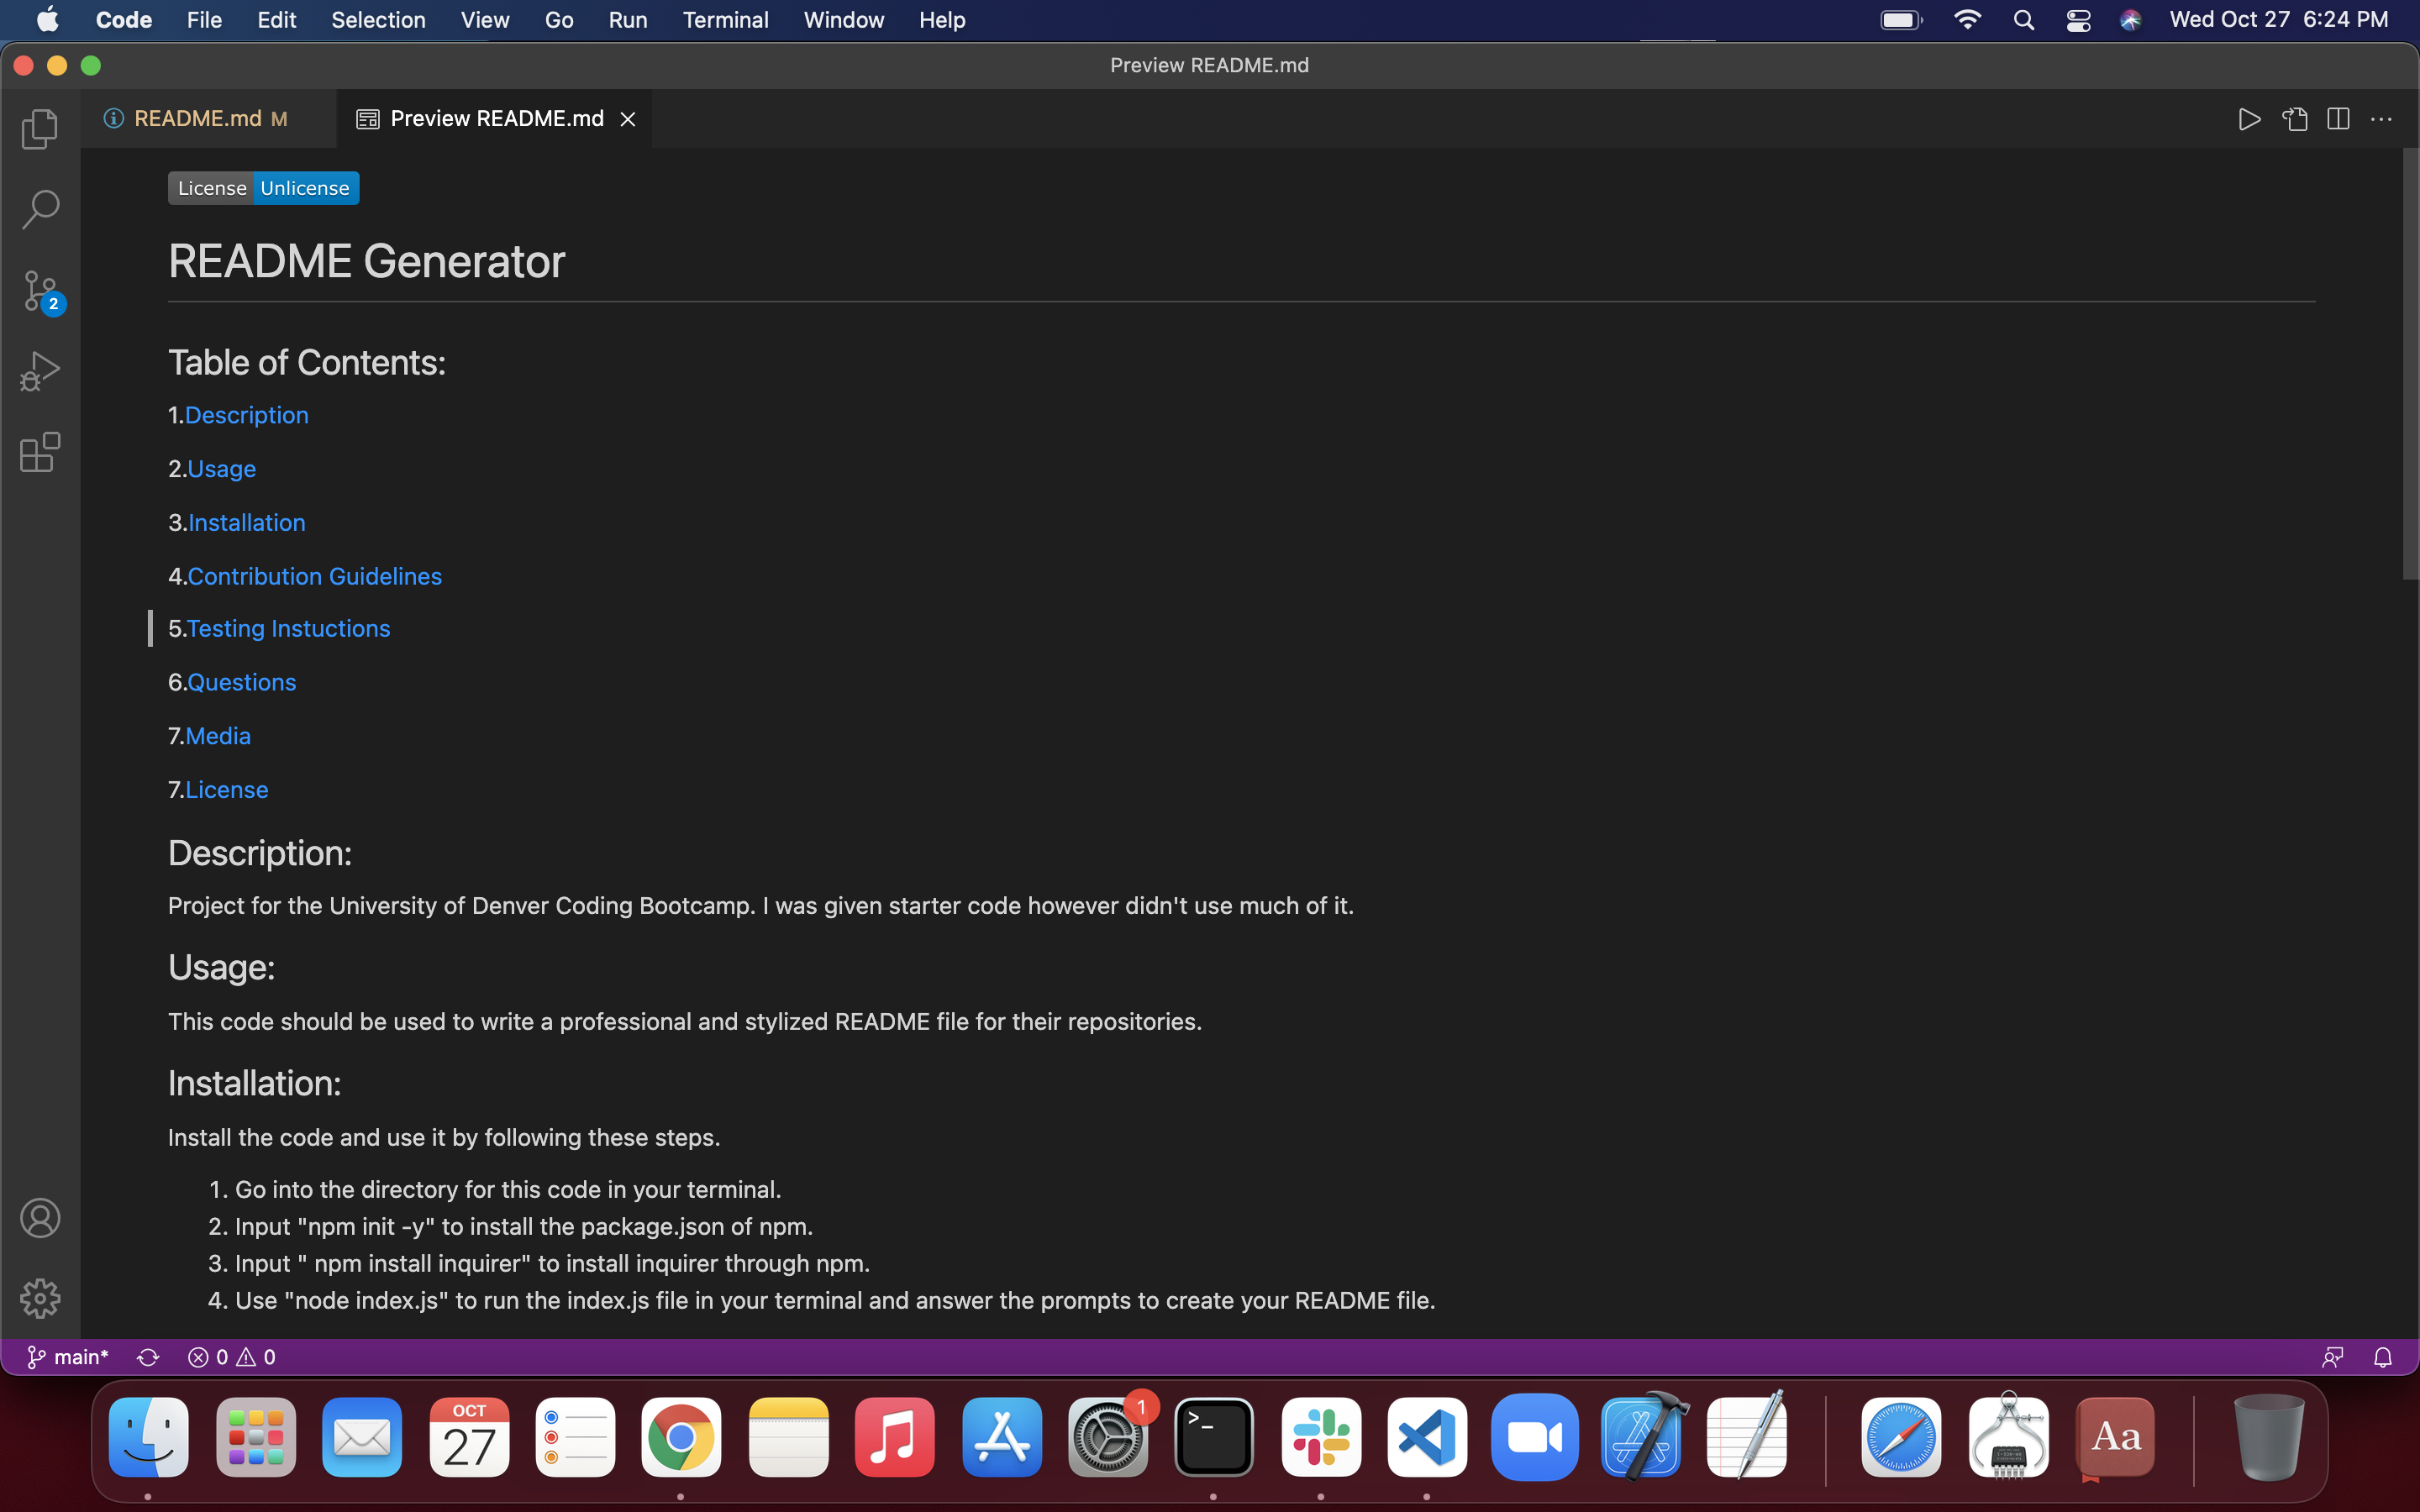 Code File Edit Selection View Go Run Terminal Window Help Wed Oct 27 6:24 PM
Preview README.md
README.md M Preview README.md
License Unlicense
README Generator
2
Table of Contents:
1.Description
2.Usage
3.Installation
4.Contribution Guidelines
5.Testing Instuctions
6.Questions
7.Media
7.License
Description:
Project for the University of Denver Coding Bootcamp. I was given starter code however didn't use much of it.
Usage:
This code should be used to write a professional and stylized README file for their repositories.
Installation:
Install the code and use it by following these steps.
1. Go into the directory for this code in your terminal.
2. Input "npm init -y" to install the package.json of npm.
3. Input " npm install inquirer" to install inquirer through npm.
4. Use "node index.js" to run the index.js file in your terminal and answer the prompts to create your README file.
main* 0 0
OCT
27
1
>_
Aa